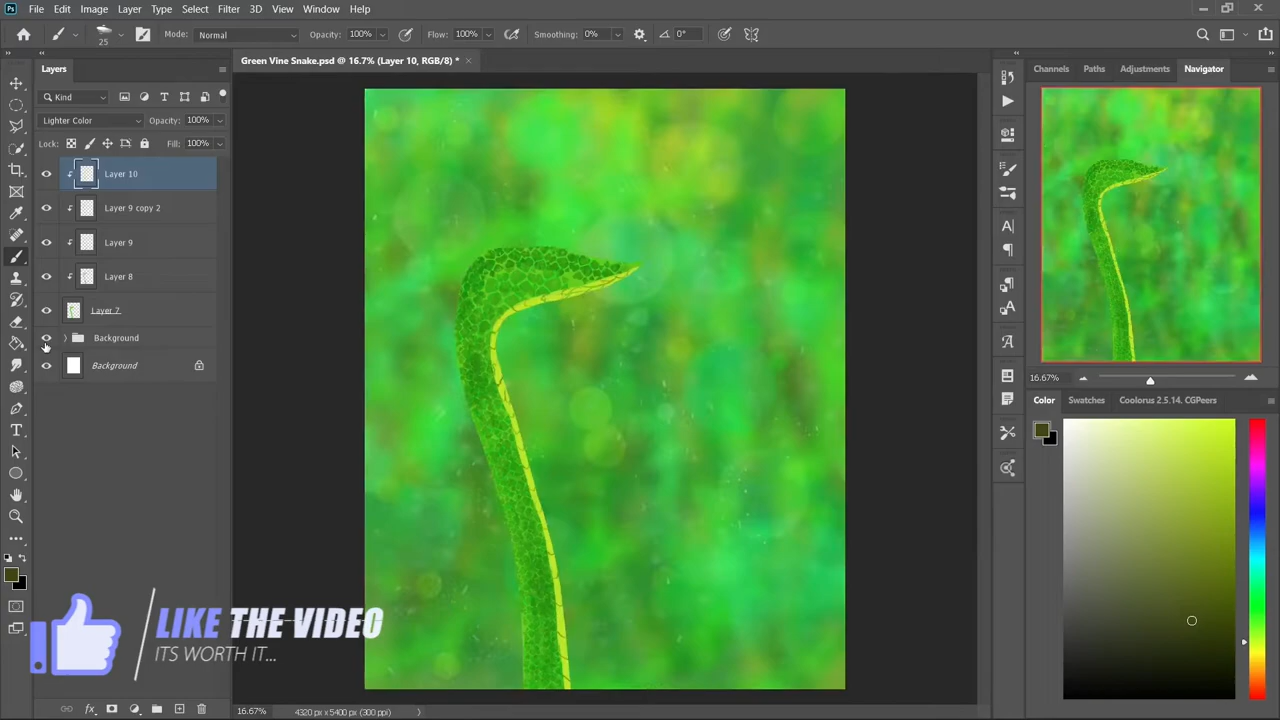 Ps File Edit Image Layer Type Select Filter 3D View Window Help
25 Mode: Normal Opacity: 100% Flow: 100% Smoothing: 0% 0°
Layers
Green Vine Snake.psd @ 16.7% (Layer 10, RGB/8) *
Channels Paths Adjustments Navigator
Kind
Lighter Color Opacity: 100%
Lock: Fill: 100%
Layer 10
Layer 9 copy 2
Layer 9
Layer 8
Layer 7
Background
Background
16.67%
Color Swatches Coolorus 2.5.14. CGPeers
LIKE THE VIDEO
ITS WORTH IT...
16.67% 4320 px x 5400 px (300 ppi)